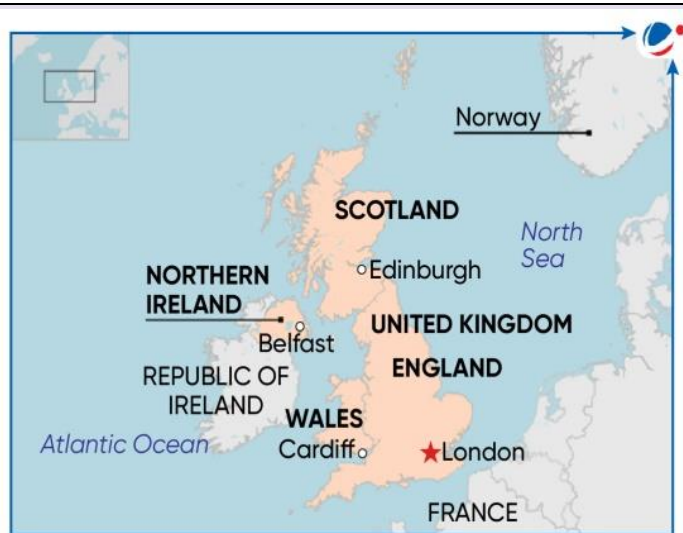 Norway
SCOTLAND
North
Sea
Edinburgh
NORTHERN
IRELAND
UNITED KINGDOM
Belfast
ENGLAND
REPUBLIC OF
IRELAND
WALES
Atlantic Ocean
Cardiff
London
FRANCE